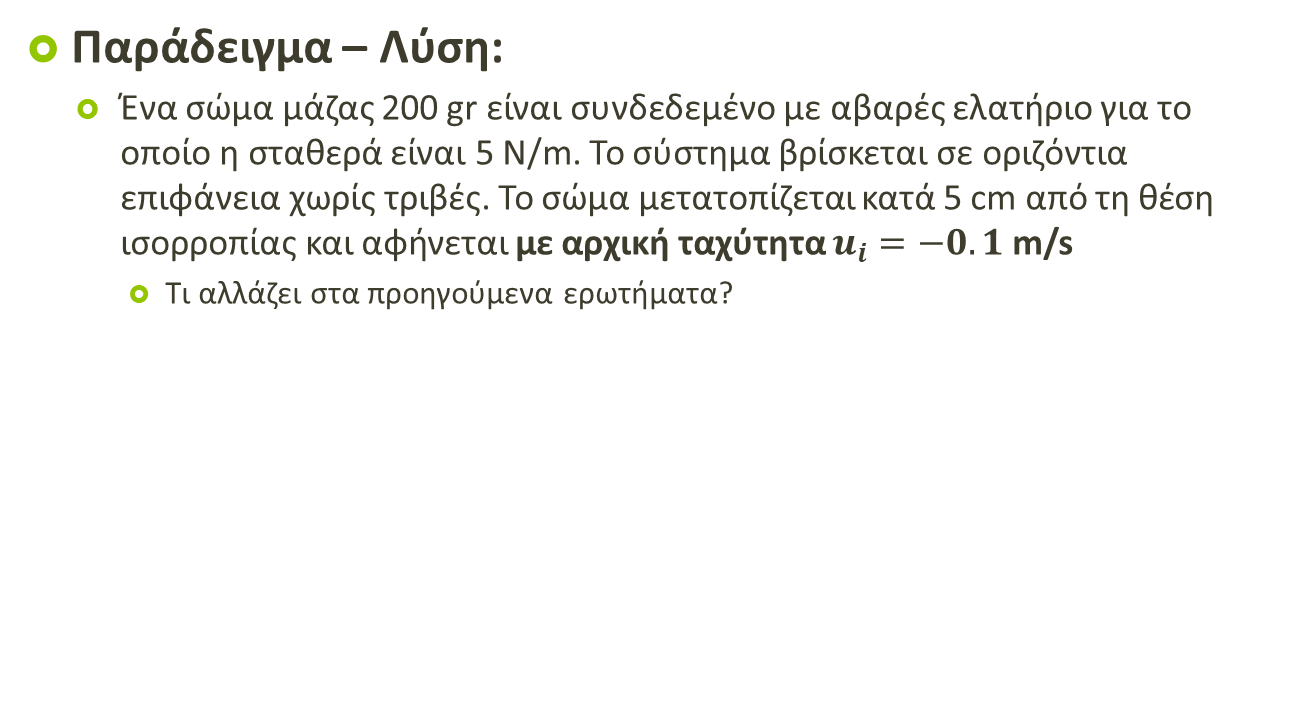 Παράδειγμα – Λύση:
Ένα σώμα μάζας 200 gr είναι συνδεδεμένο με αβαρές ελατήριο για το
οποίο η σταθερά είναι 5 N/m. Το σύστημα βρίσκεται σε οριζόντια
επιφάνεια χωρίς τριβές. Το σώμα μετατοπίζεται κατά 5 cm από τη θέση
ισορροπίας και αφήνεται με αρχική ταχύτητα 𝒖𝒊 = −𝟎. 𝟏 m/s
Τι αλλάζει στα προηγούμενα ερωτήματα?